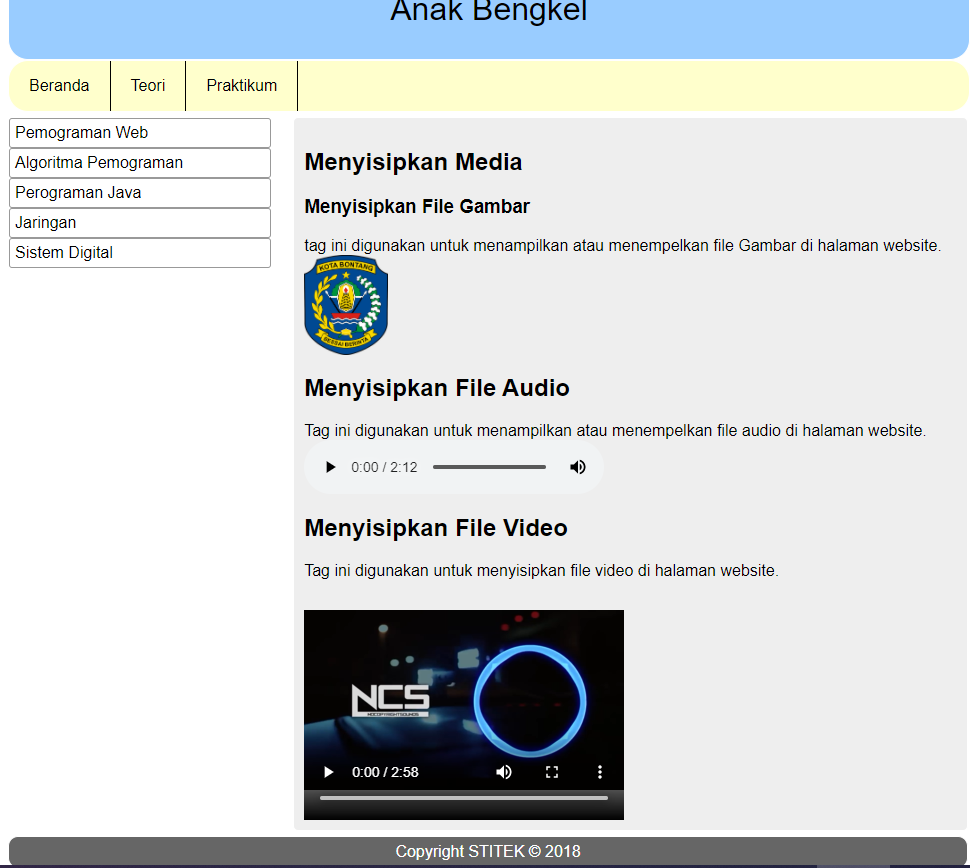 Anak Bengkel
Beranda
Teori
Praktikum
Pemograman Web
Algoritma Pemograman
Perograman Java
Jaringan
Sistem Digital
Menyisipkan Media
Menyisipkan File Gambar
tag ini digunakan untuk menampilkan atau menempelkan file Gambar di halaman website.
KOTA BONTANG
BESSAI BERINTA
Menyisipkan File Audio
Tag ini digunakan untuk menampilkan atau menempelkan file audio di halaman website.
0:00 / 2:12
Menyisipkan File Video
Tag ini digunakan untuk menyisipkan file video di halaman website.
NCS
NOCOPYRIGHTSOUNDS
0:00 / 2:58
Copyright STITEK © 2018